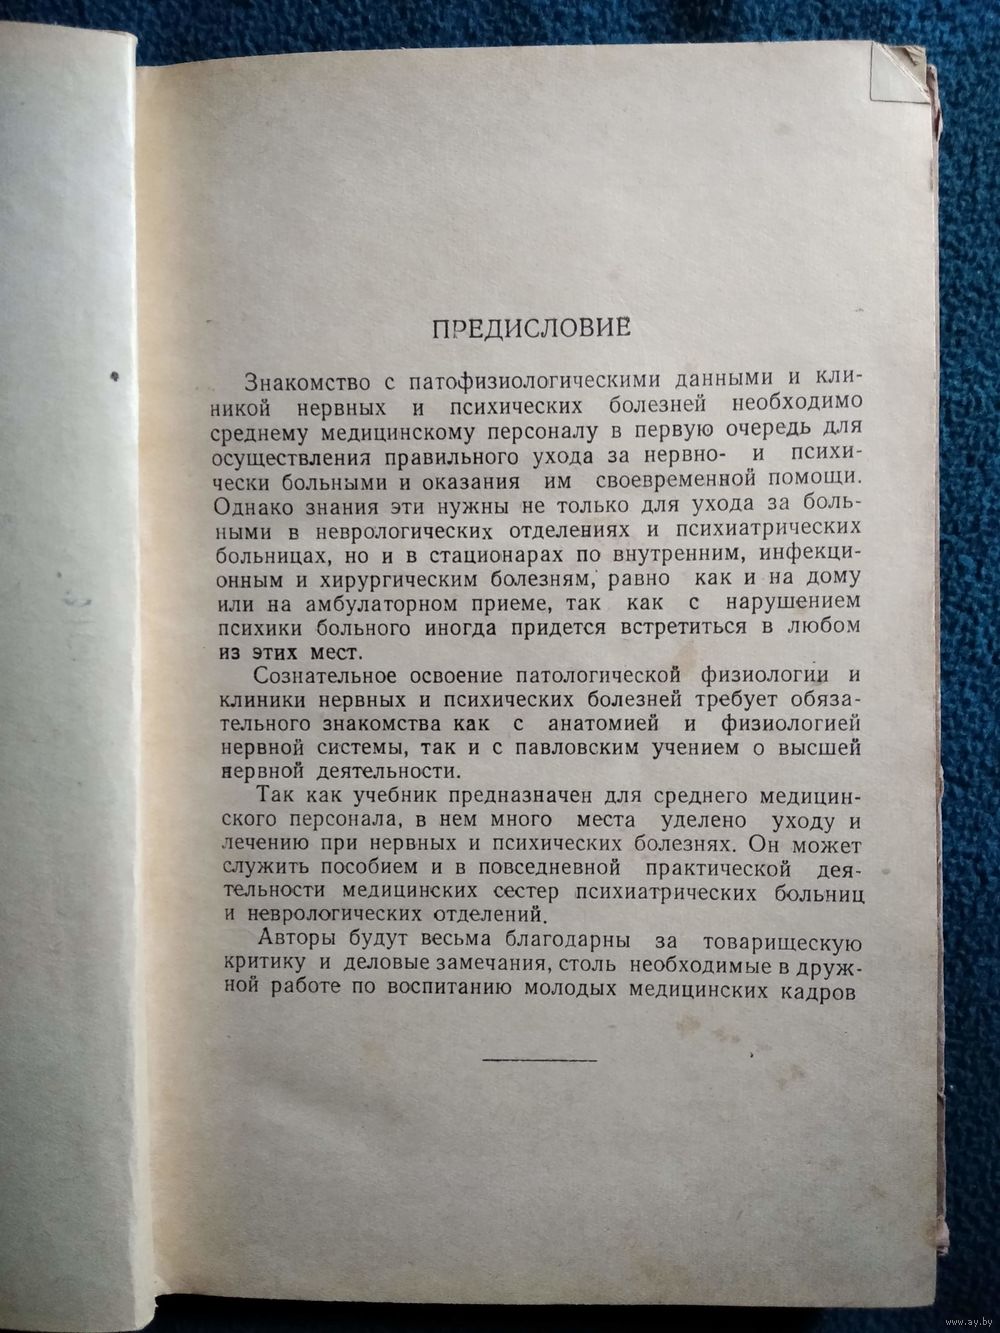 ПРЕДИСЛОВИЕ
Знакомство с патофизиологическими данными и кли-
никой нервных и психических болезней необходимо
среднему медицинскому персоналу в первую очередь для
осуществления правильного ухода за нервно- и психи-
чески больными и оказания им своевременной помощи.
Однако знания эти нужны не только для ухода за боль-
ными в неврологических отделениях и психиатрических
больницах, но и в стационарах по внутренним, инфекци-
онным и хирургическим болезням, равно как и на дому
или на амбулаторном приеме, так как с нарушением
психики больного иногда придется встретиться в любом
из этих мест.
Сознательное освоение патологической физиологии и
клиники нервных и психических болезней требует обяза-
тельного знакомства как с анатомией и физиологией
нервной системы, так и с павловским учением о высшей
нервной деятельности.
Так как учебник предназначен для среднего медицин-
ского персонала, в нем много места уделено уходу и
лечению при нервных и психических болезнях. Он может
служить пособием и в повседневной практической дея-
тельности медицинских сестер психиатрических больниц
и неврологических отделений.
Авторы будут весьма благодарны за товарищескую
критику и деловые замечания, столь необходимые в друж-
ной работе по воспитанию молодых медицинских кадров
www.ay.by